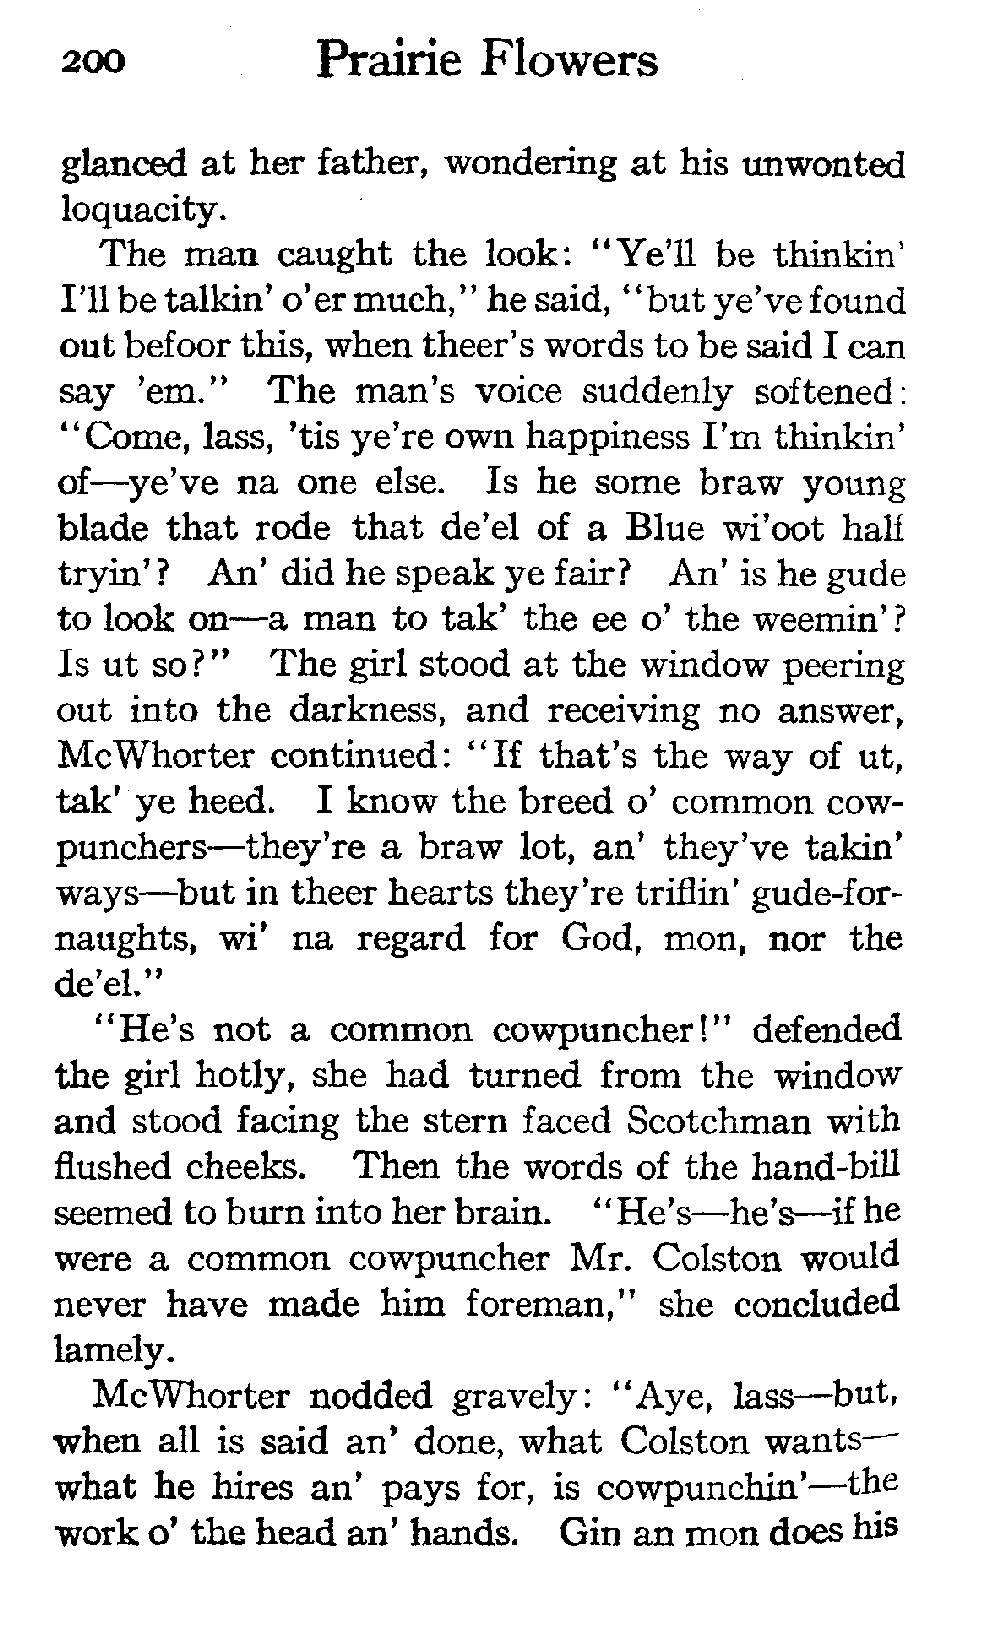 200 Prairie Flowers
glanced at her father, wondering at his unwonted
loquacity.
The man caught the look: "Ye'll be thinkin'
I'll be talkin' o'er much," he said, "but ye've found
out befoor this, when theer's words to be said I can
say 'em." The man's voice suddenly softened:
"Come, lass, 'tis ye're own happiness I'm thinkin'
of—ye've na one else. Is he some braw young
blade that rode that de'el of a Blue wi'oot half
tryin'? An' did he speak ye fair? An' is he gude
to look on—a man to tak' the ee o' the weemin'?
Is ut so?" The girl stood at the window peering
out into the darkness, and receiving no answer,
McWhorter continued: "If that's the way of ut,
tak' ye heed. I know the breed o' common cow-
punchers—they're a braw lot, an' they've takin'
ways—but in theer hearts they're triflin' gude-for-
naughts, wi' na regard for God, mon, nor the
de'el."
"He's not a common cowpuncher!" defended
the girl hotly, she had turned from the window
and stood facing the stern faced Scotchman with
flushed cheeks. Then the words of the hand-bill
seemed to burn into her brain. "He's—he's—if he
were a common cowpuncher Mr. Colston would
never have made him foreman," she concluded
lamely.
McWhorter nodded gravely: "Aye, lass—but,
when all is said an' done, what Colston wants—
what he hires an' pays for, is cowpunchin'—the
work o' the head an' hands. Gin an mon does his